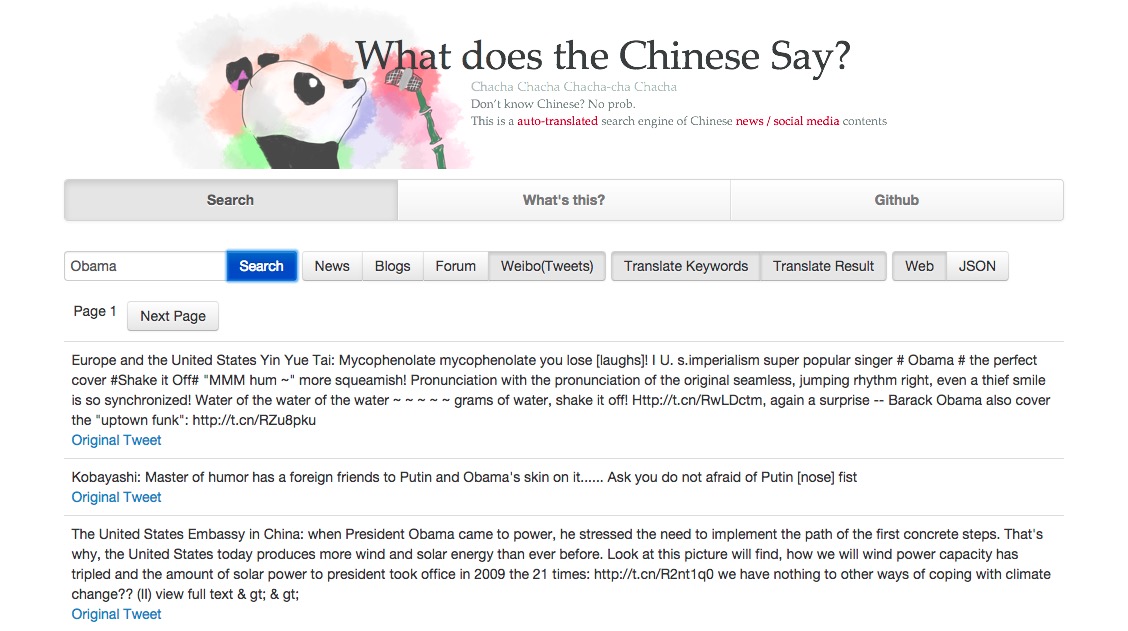 What does the Chinese Say?
Chacha Chacha Chacha-cha Chacha
Don't know Chinese? No prob.
This is a auto-translated search engine of Chinese news / social media contents
Search What's this? Github
Obama Search News Blogs Forum Weibo(Tweets) Translate Keywords Translate Result Web JSON
Page 1 Next Page
Europe and the United States Yin Yue Tai: Mycophenolate mycophenolate you lose [laughs]! I U. s.imperialism super popular singer # Obama # the perfect
cover #Shake it Off# "MMM hum ~" more squeamish! Pronunciation with the pronunciation of the original seamless, jumping rhythm right, even a thief smile
is so synchronized! Water of the water of the water ~ ~ ~ ~ ~ grams of water, shake it off! Http://t.cn/RwLDctm, again a surprise -- Barack Obama also cover
the "uptown funk": http://t.cn/RZu8pku
Original Tweet
Kobayashi: Master of humor has a foreign friends to Putin and Obama's skin on it...... Ask you do not afraid of Putin [nose] fist
Original Tweet
The United States Embassy in China: when President Obama came to power, he stressed the need to implement the path of the first concrete steps. That's
why, the United States today produces more wind and solar energy than ever before. Look at this picture will find, how we will wind power capacity has
tripled and the amount of solar power to president took office in 2009 the 21 times: http://t.cn/R2nt1q0 we have nothing to other ways of coping with climate
change?? (II) view full text & gt; & gt;
Original Tweet